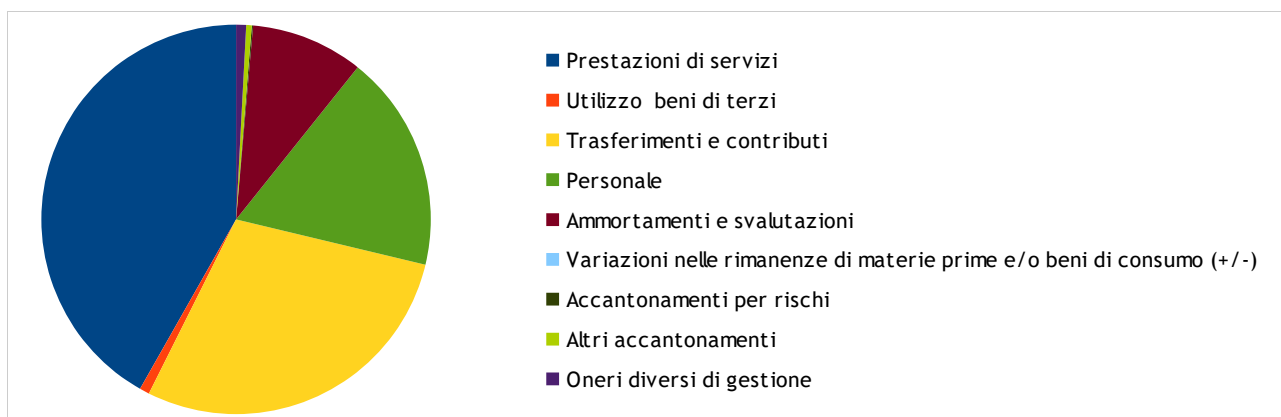 Prestazioni di servizi
Utilizzo beni di terzi
Trasferimenti e contributi
Personale
Ammortamenti e svalutazioni
Variazioni nelle rimanenze di materie prime e/o beni di consumo (+/-)
Accantonamenti per rischi
Altri accantonamenti
Oneri diversi di gestione